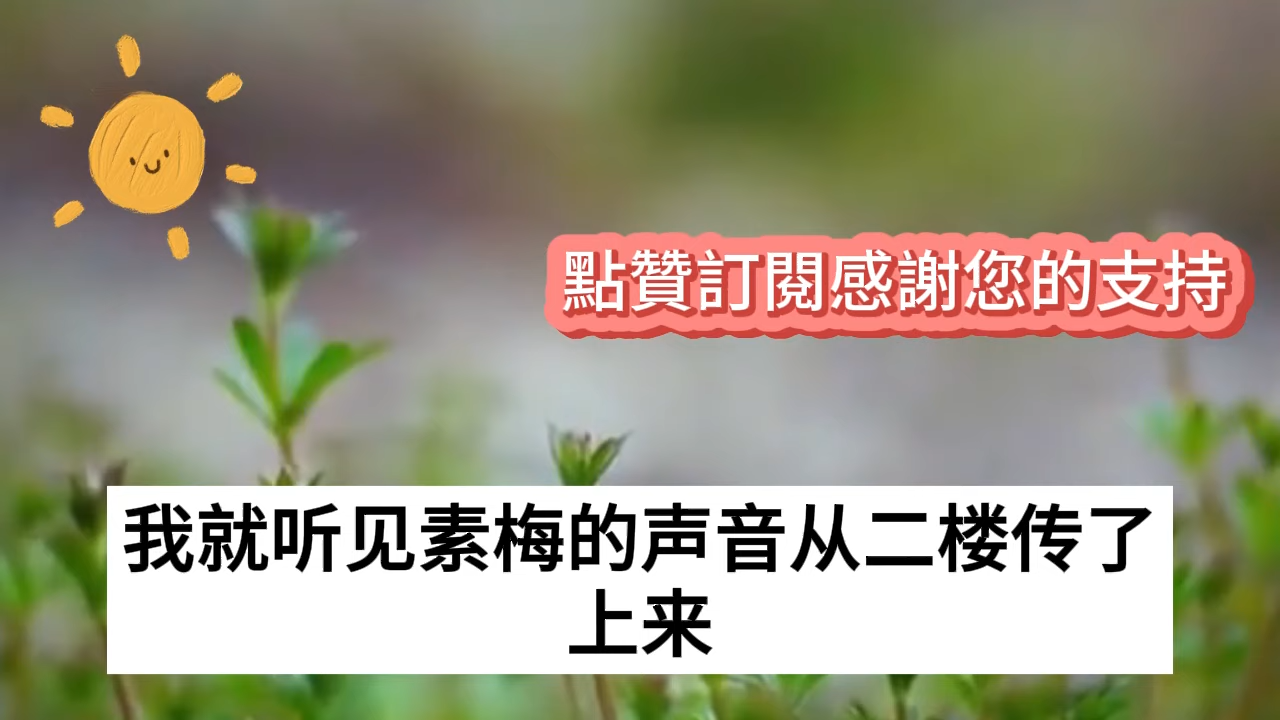 點贊訂閱感謝您的支持
我就听见素梅的声音从二楼传了
上来